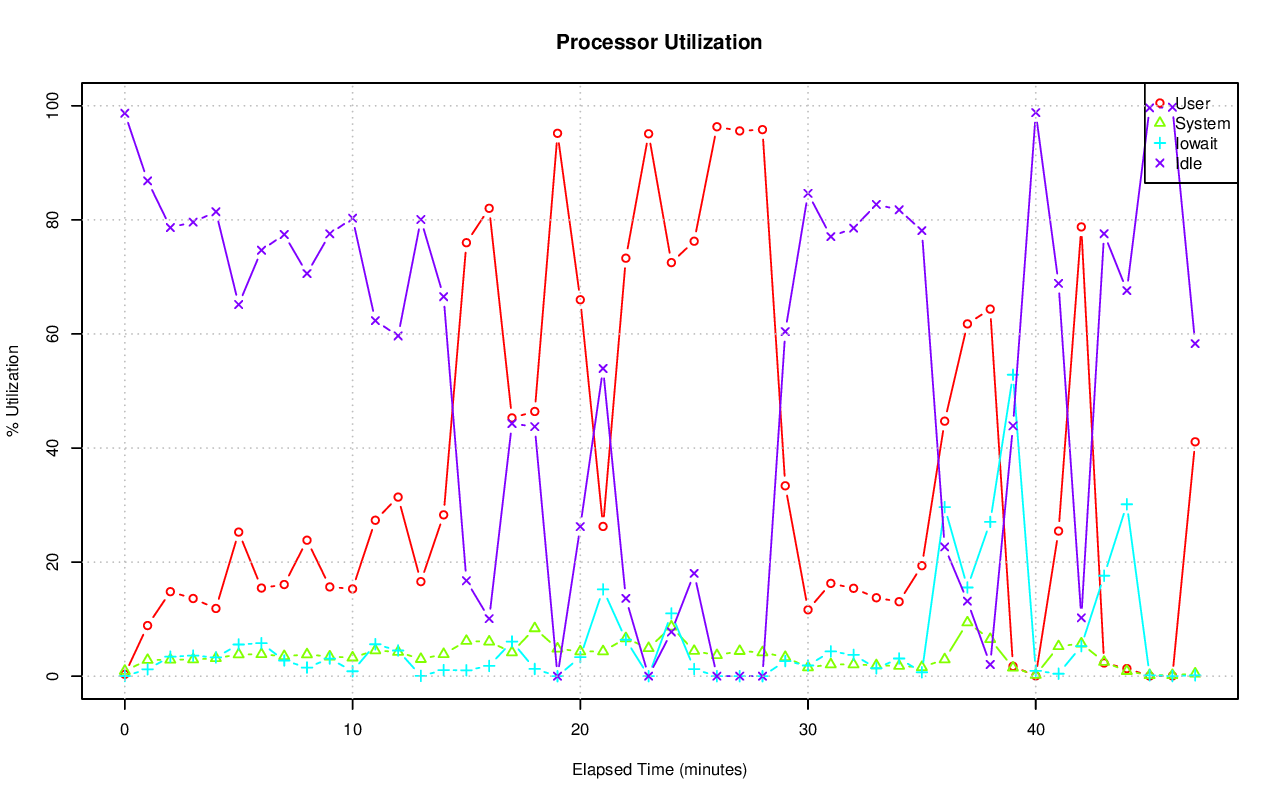 Processor Utilization
% Utilization
100
80
60
40
20
0
User
System
Iowait
Idle
0 10 20 30 40
Elapsed Time (minutes)